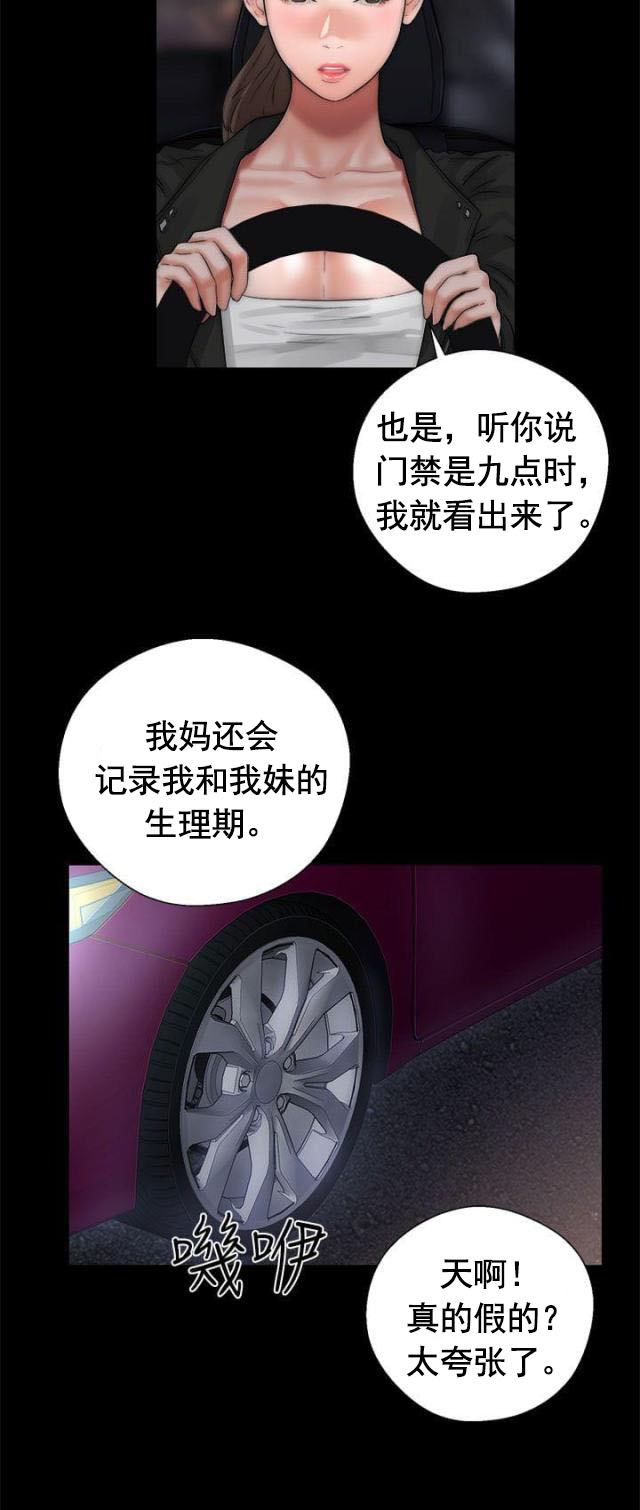 也是，听你说
门禁是九点时，
我就看出来了。
我妈还会
记录我和我妹的
生理期。
嘰咿
天啊！
真的假的？
太夸张了。